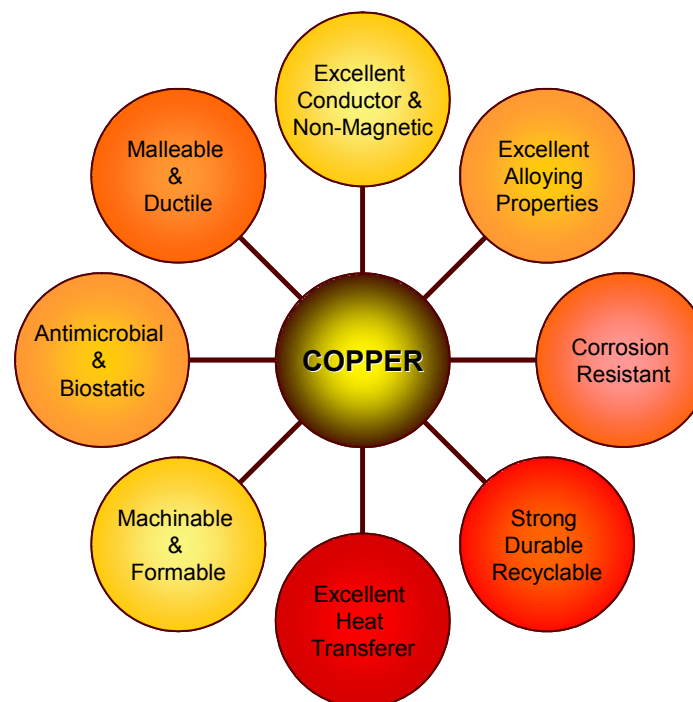 Excellent
Conductor &
Non-Magnetic
Excellent
Alloying
Properties
Corrosion
Resistant
Strong
Durable
Recyclable
Excellent
Heat
Transferer
Machinable
&
Formable
Antimicrobial
&
Biostatic
Malleable
&
Ductile
COPPER